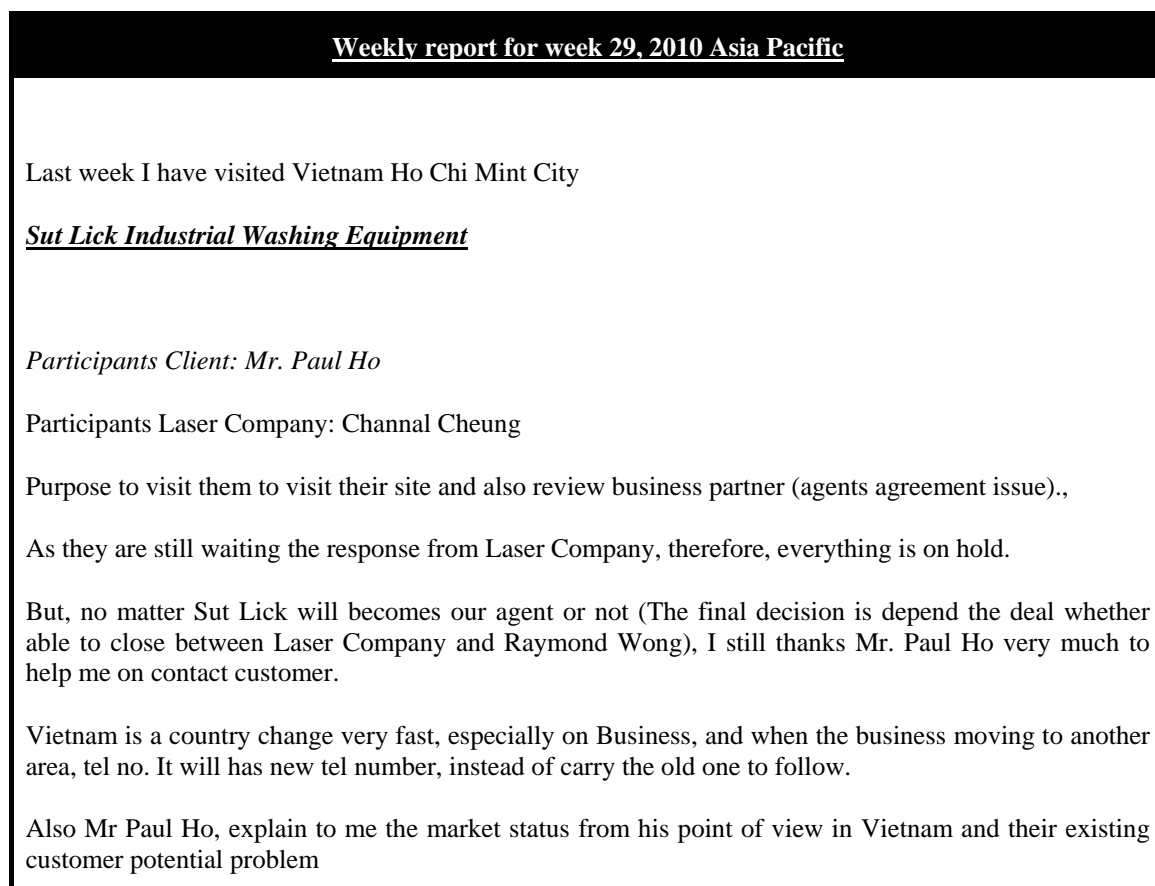 Weekly report for week 29, 2010 Asia Pacific
Last week I have visited Vietnam Ho Chi Mint City
Sut Lick Industrial Washing Equipment
Participants Client: Mr. Paul Ho
Participants Laser Company: Channal Cheung
Purpose to visit them to visit their site and also review business partner (agents agreement issue).,
As they are still waiting the response from Laser Company, therefore, everything is on hold.
But, no matter Sut Lick will becomes our agent or not (The final decision is depend the deal whether
able to close between Laser Company and Raymond Wong), I still thanks Mr. Paul Ho very much to
help me on contact customer.
Vietnam is a country change very fast, especially on Business, and when the business moving to another
area, tel no. It will has new tel number, instead of carry the old one to follow.
Also Mr Paul Ho, explain to me the market status from his point of view in Vietnam and their existing
customer potential problem